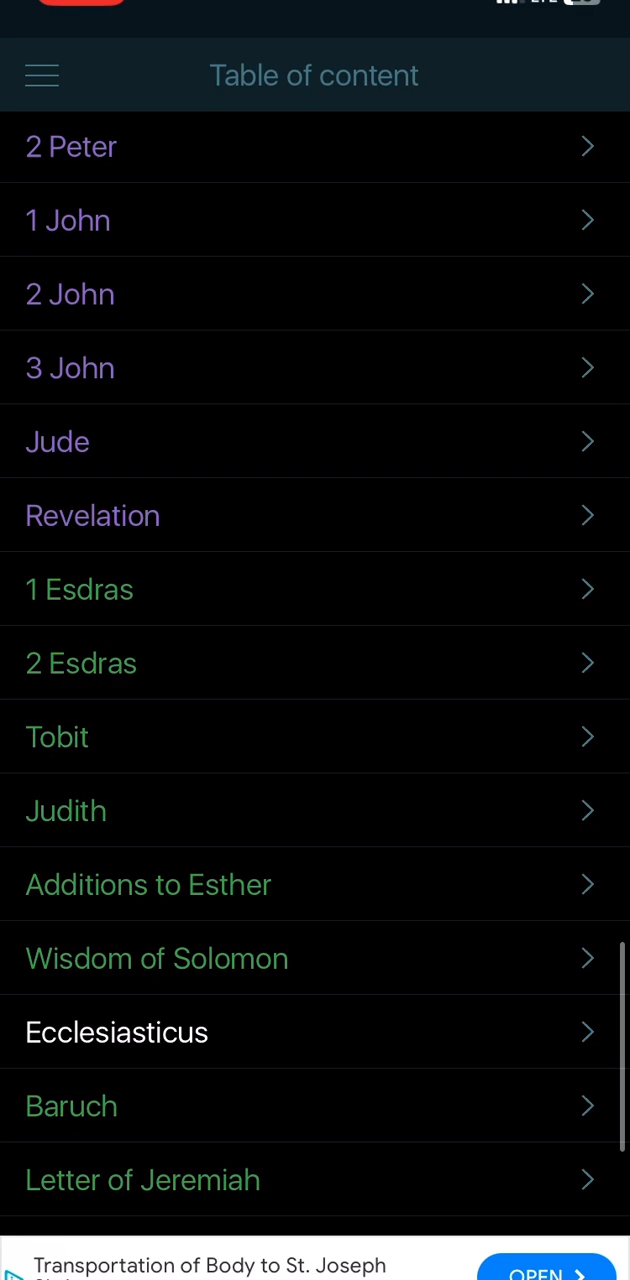 Table of content
2 Peter
1 John
2 John
3 John
Jude
Revelation
1 Esdras
2 Esdras
Tobit
Judith
Additions to Esther
Wisdom of Solomon
Ecclesiasticus
Baruch
Letter of Jeremiah
Transportation of Body to St. Joseph
OPEN